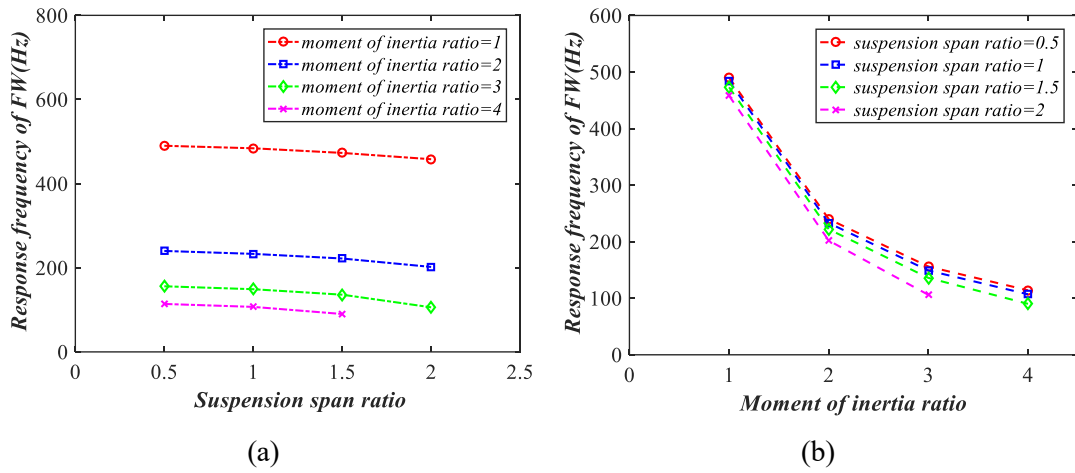 800
600
400
200
0
Response frequency of FW(Hz)
moment of inertia ratio=1
moment of inertia ratio=2
moment of inertia ratio=3
moment of inertia ratio=4
0 0.5 1 1.5 2 2.5
Suspension span ratio
(a)
600
500
400
300
200
100
0
Response frequency of FW(Hz)
suspension span ratio=0.5
suspension span ratio=1
suspension span ratio=1.5
suspension span ratio=2
0 1 2 3 4
Moment of inertia ratio
(b)